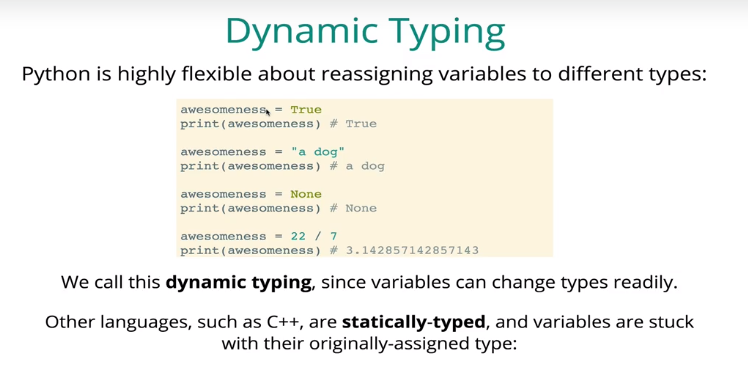 Dynamic Typing
Python is highly flexible about reassigning variables to different types:
awesomeness = True
print(awesomeness) # True
awesomeness = "a dog"
print(awesomeness) # a dog
awesomeness = None
print(awesomeness) # None
awesomeness = 22 / 7
print(awesomeness) # 3.142857142857143
We call this dynamic typing, since variables can change types readily.
Other languages, such as C++, are statically-typed, and variables are stuck
with their originally-assigned type: